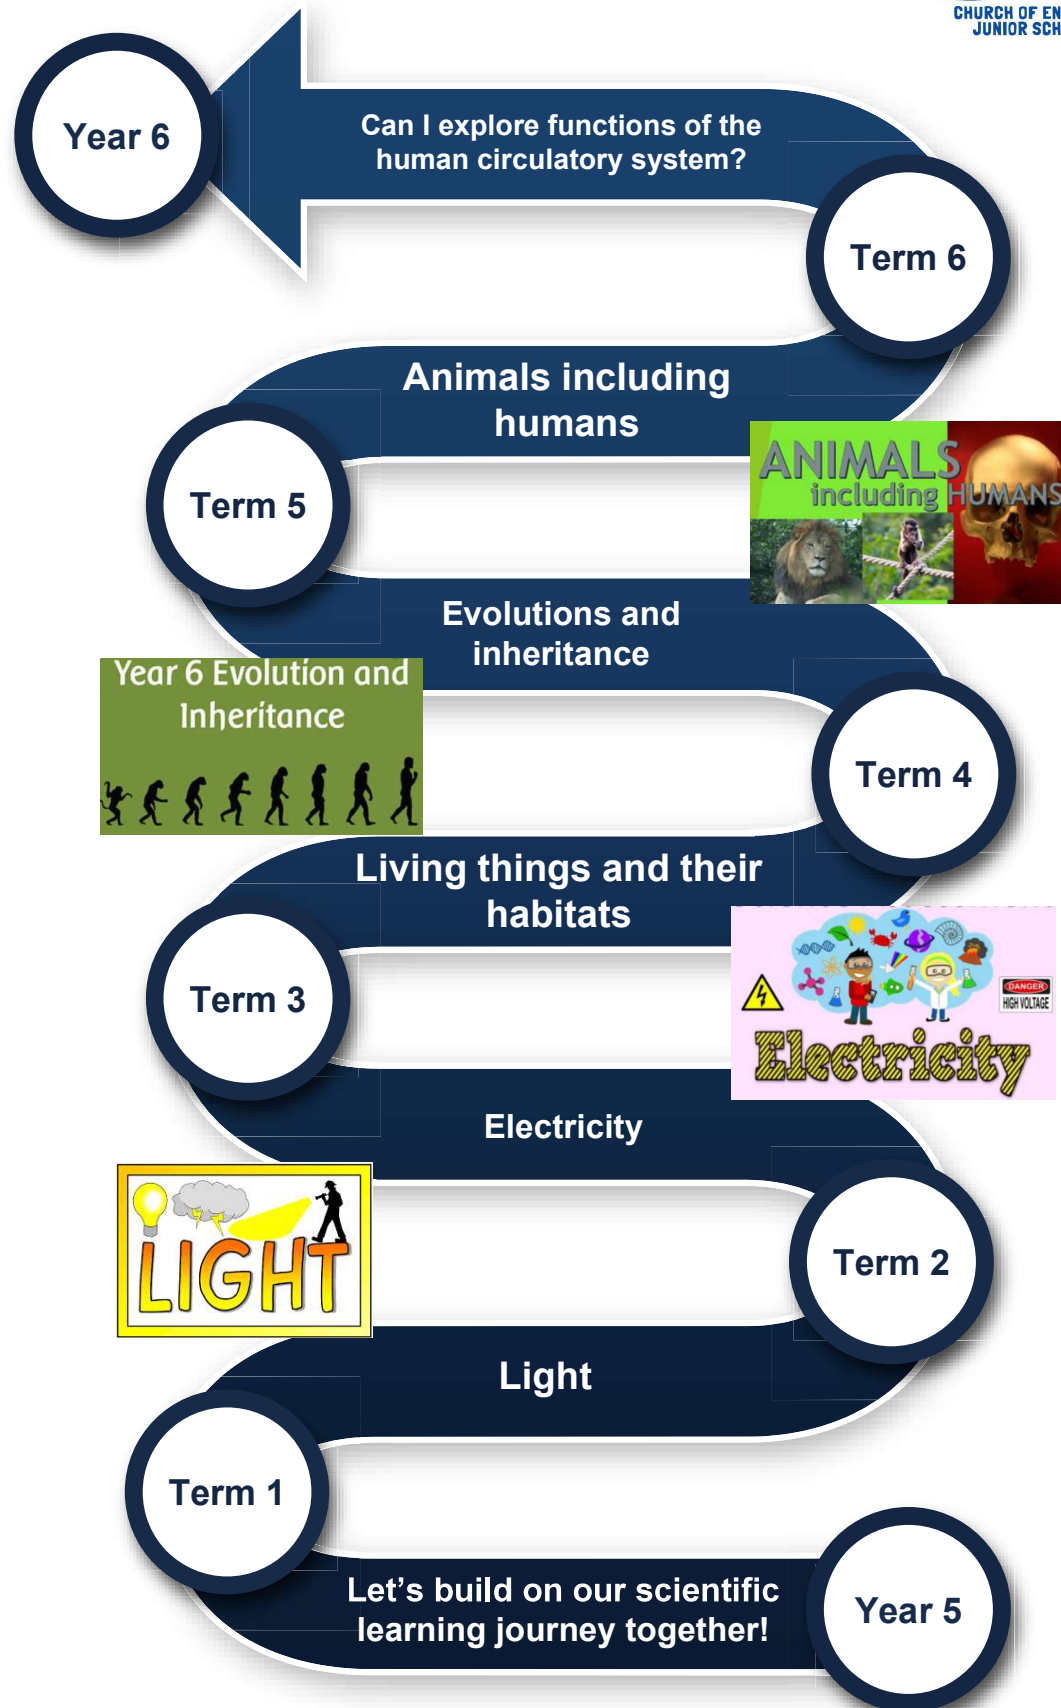 CHURCH OF EN
JUNIOR SCH
Year 6
Can I explore functions of the
human circulatory system?
Term 6
Animals including
humans
ANIMALS
including HUMANS
Term 5
Evolutions and
inheritance
Year 6 Evolution and
Inheritance
Term 4
Living things and their
habitats
DANGER
HIGH VOLTAGE
Electricity
Term 3
Electricity
LIGHT
Term 2
Light
Term 1
Let's build on our scientific
learning journey together!
Year 5